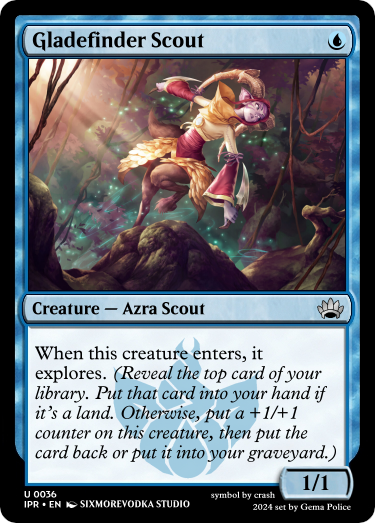 Gladefinder Scout
Creature — Azra Scout
When this creature enters, it
explores. (Reveal the top card of your
library. Put that card into your hand if
it's a land. Otherwise, put a +1/+1
counter on this creature, then put the
card back or put it into your graveyard.)
1/1
U 0036
IPR • EN SIXMOREVODKA STUDIO
symbol by crash
2024 set by Gema Police